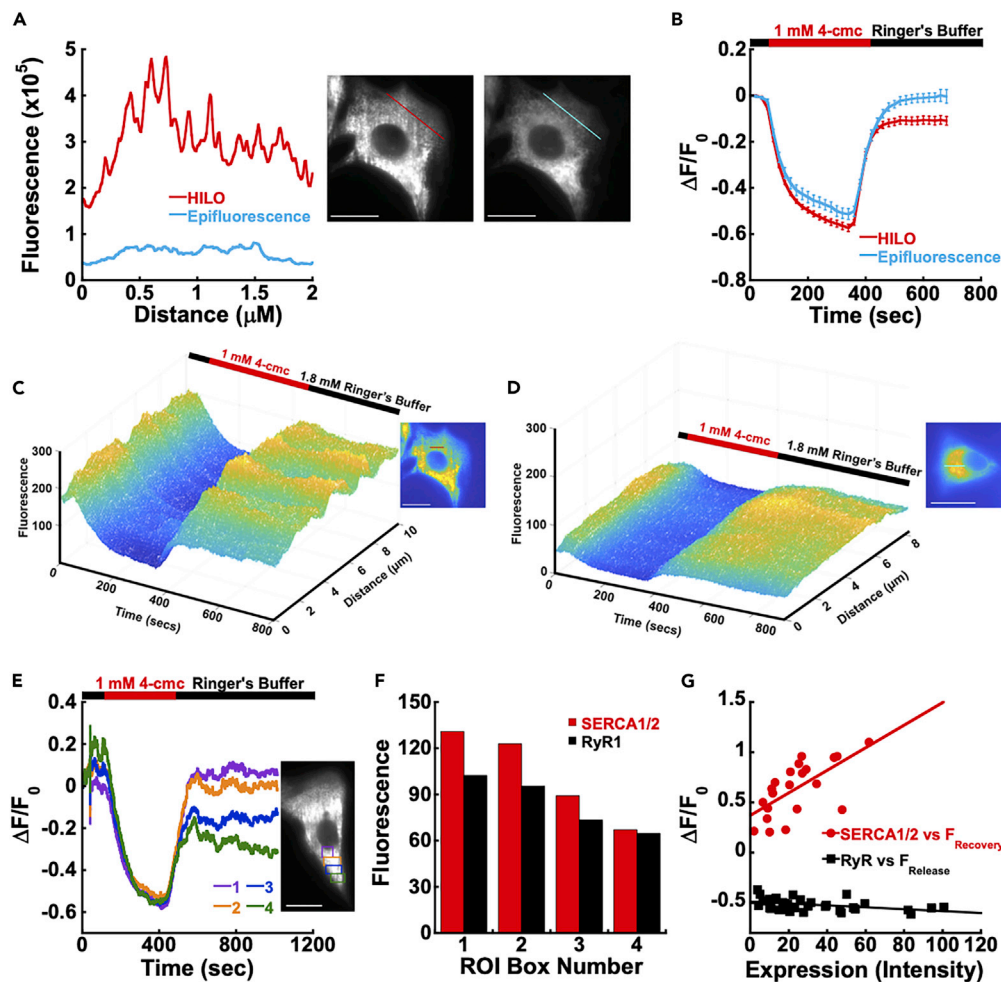 A
Fluorescence (x10⁵)
5
4
3
2
1
0
HILO
Epifluorescence
0
0.5
1
1.5
2
Distance (μM)
B
1 mM 4-cmc Ringer's Buffer
ΔF/F₀
0.2
0
-0.2
-0.4
-0.6
-0.8
HILO
Epifluorescence
0
200
400
600
800
Time (sec)
C
1 mM 4-cmc
1.8 mM Ringer's Buffer
Fluorescence
300
200
100
0
200
400
600
800
Time (secs)
0
2
4
6
8
10
Distance (μm)
D
1 mM 4-cmc
1.8 mM Ringer's Buffer
Fluorescence
300
200
100
0
0
200
400
600
800
Time (secs)
0
2
4
6
8
Distance (μm)
E
1 mM 4-cmc Ringer's Buffer
ΔF/F₀
0.4
0.2
0
-0.2
-0.4
-0.6
1 3
2 4
0
400
800
1200
Time (sec)
F
Fluorescence
150
120
90
60
30
0
SERCA1/2
RyR1
1
2
3
4
ROI Box Number
G
ΔF/F₀
1.5
1
0.5
0
-0.5
-1
SERCA1/2 vs F Recovery
RyR vs F Release
0
20
40
60
80
100
120
Expression (Intensity)